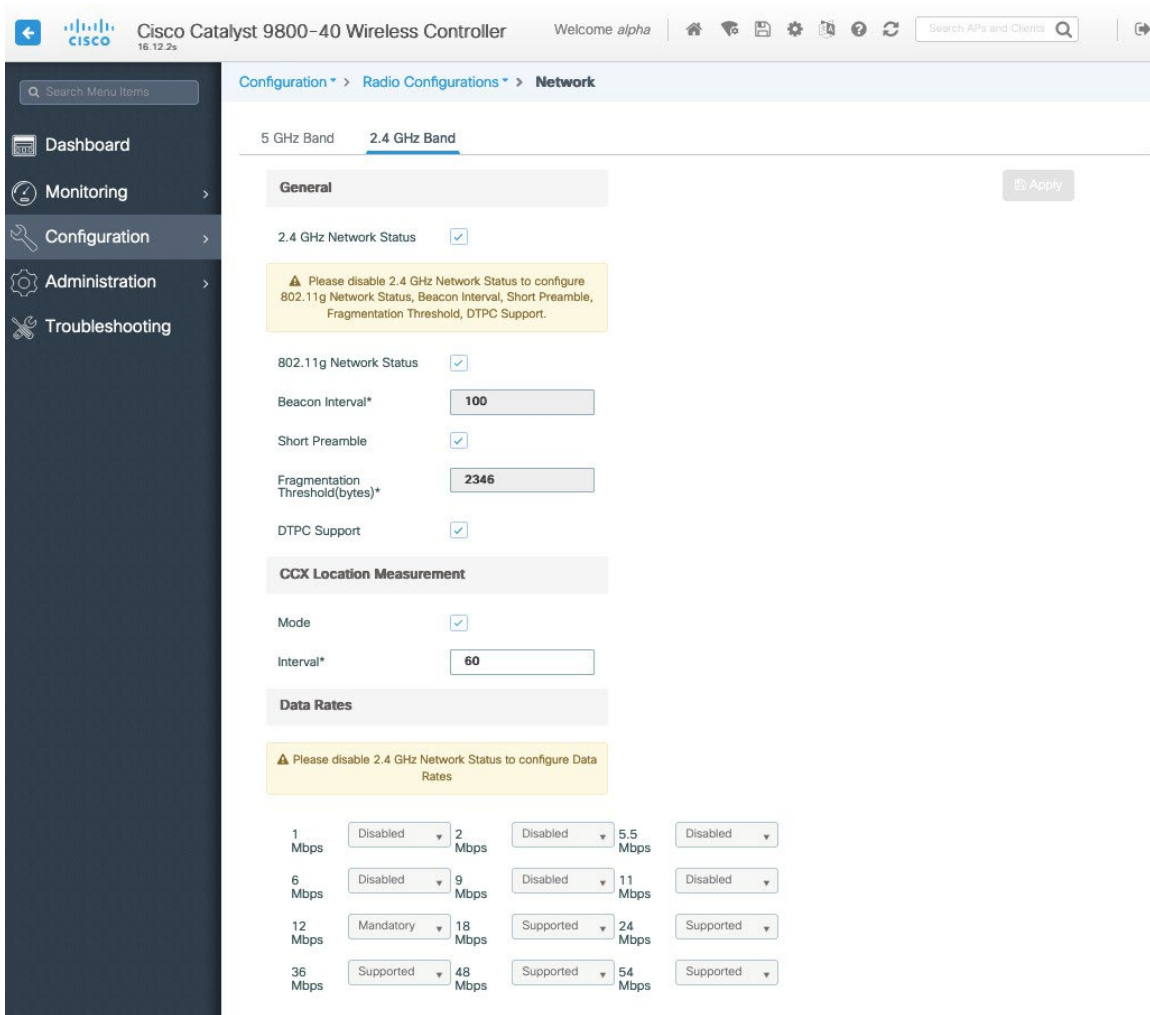 CISCO
Cisco Catalyst 9800-40 Wireless Controller
16.12.2s
Welcome alpha
Search APs and Clients
Search Menu Items
Dashboard
Monitoring
Configuration
Administration
Troubleshooting
Configuration > Radio Configurations > Network
5 GHz Band 2.4 GHz Band
General
Apply
2.4 GHz Network Status
Please disable 2.4 GHz Network Status to configure
802.11g Network Status, Beacon Interval, Short Preamble,
Fragmentation Threshold, DTPC Support.
802.11g Network Status
Beacon Interval* 100
Short Preamble
Fragmentation
Threshold(bytes)* 2346
DTPC Support
CCX Location Measurement
Mode
Interval* 60
Data Rates
Please disable 2.4 GHz Network Status to configure Data
Rates
1 Mbps Disabled 2 Mbps Disabled 5.5 Mbps Disabled
6 Mbps Disabled 9 Mbps Disabled 11 Mbps Disabled
12 Mbps Mandatory 18 Mbps Supported 24 Mbps Supported
36 Mbps Supported 48 Mbps Supported 54 Mbps Supported